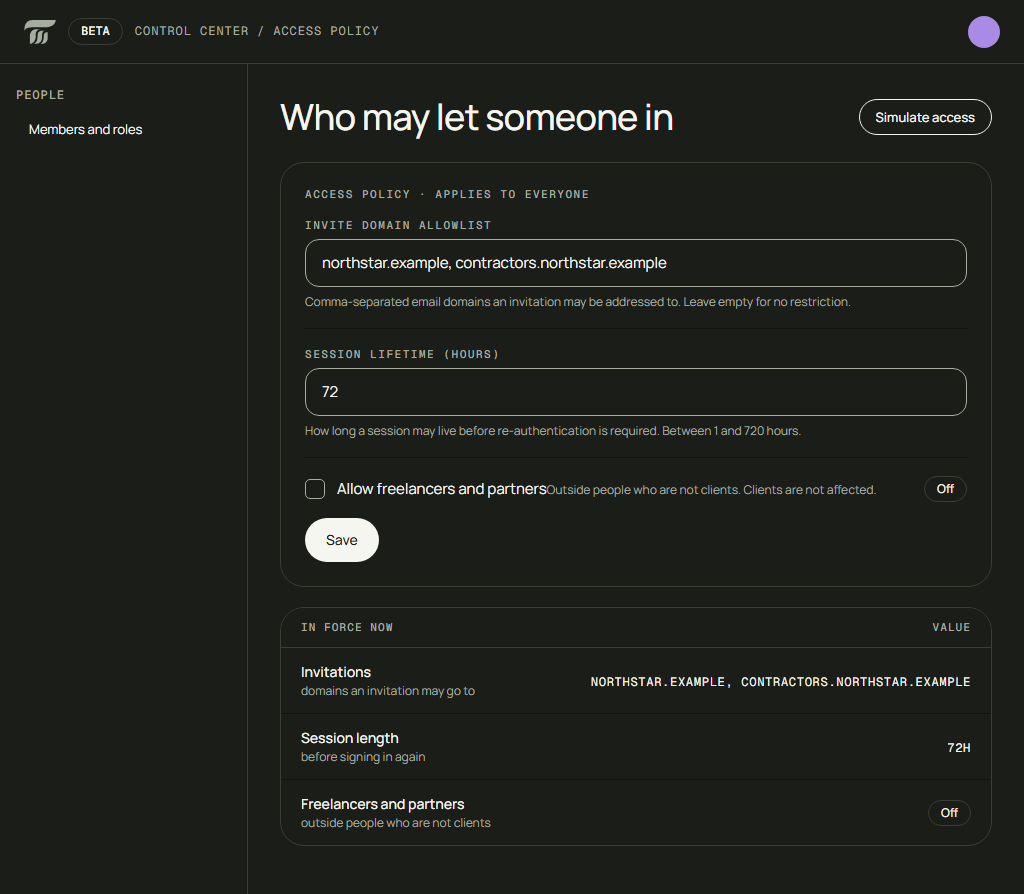 BETA CONTROL CENTER / ACCESS POLICY
PEOPLE
Members and roles
Who may let someone in
Simulate access
ACCESS POLICY · APPLIES TO EVERYONE
INVITE DOMAIN ALLOWLIST
northstar.example, contractors.northstar.example
Comma-separated email domains an invitation may be addressed to. Leave empty for no restriction.
SESSION LIFETIME (HOURS)
72
How long a session may live before re-authentication is required. Between 1 and 720 hours.
Allow freelancers and partnersOutside people who are not clients. Clients are not affected. Off
Save
IN FORCE NOW VALUE
Invitations
domains an invitation may go to
NORTHSTAR.EXAMPLE, CONTRACTORS.NORTHSTAR.EXAMPLE
Session length
before signing in again
72H
Freelancers and partners
outside people who are not clients
Off